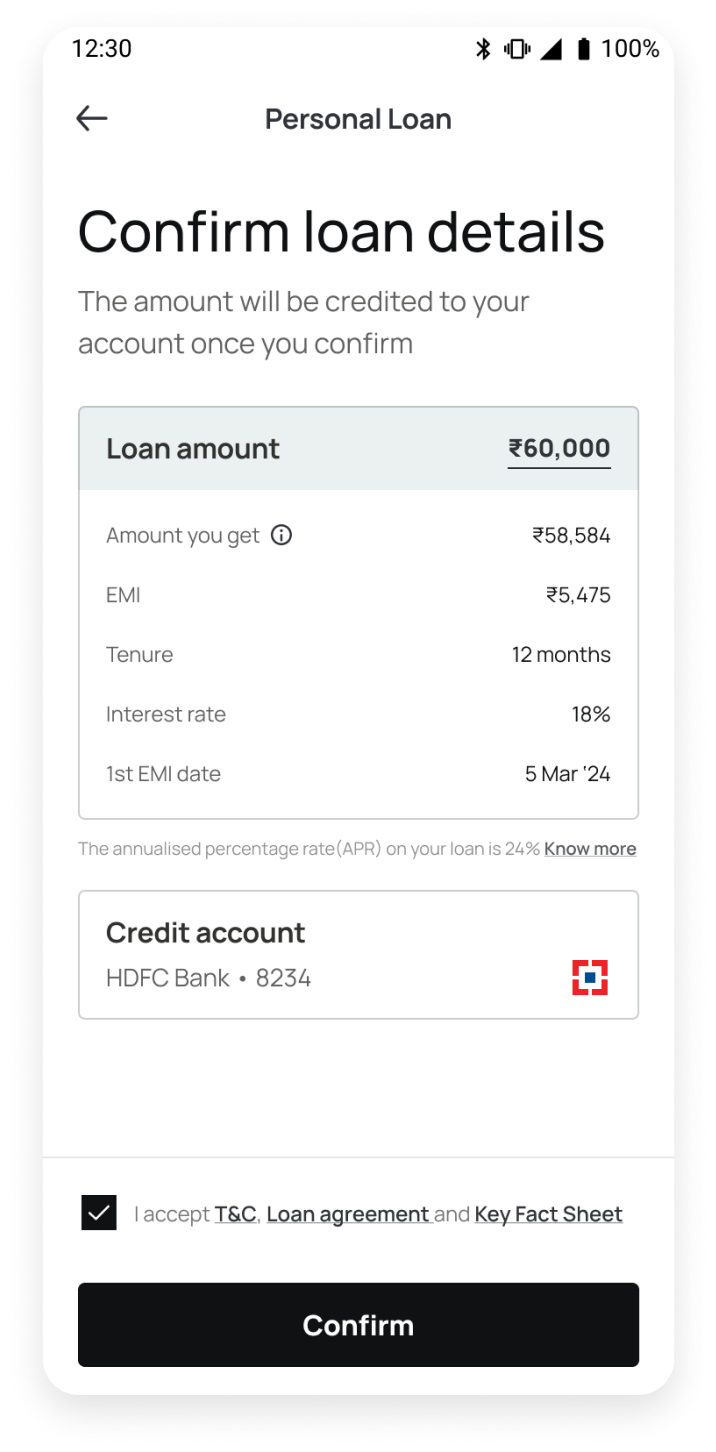 12:30 100%
Personal Loan
Confirm loan details
The amount will be credited to your
account once you confirm
Loan amount ₹60,000
Amount you get ₹58,584
EMI ₹5,475
Tenure 12 months
Interest rate 18%
1st EMI date 5 Mar ‘24
The annualised percentage rate(APR) on your loan is 24% Know more
Credit account
HDFC Bank • 8234
I accept T&C, Loan agreement and Key Fact Sheet
Confirm